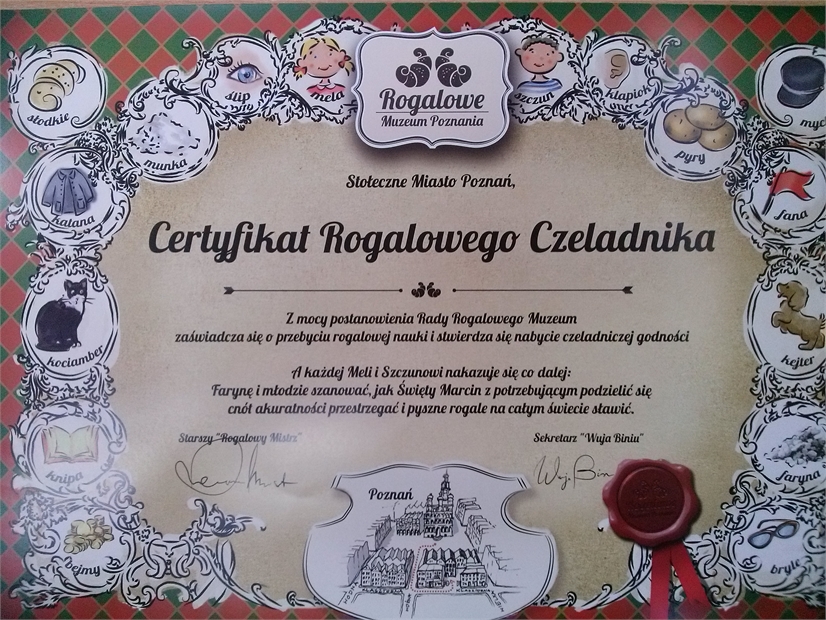 Rogalowe
Muzeum Poznania
słodkie
munka
ślip
mela
szczun
klapiok
pyry
myc
katana
fana
kociamber
kejter
knipa
faryna
bejmy
bryle
Stołeczne Miasto Poznań,
Certyfikat Rogalowego Czeladnika
Z mocy postanowienia Rady Rogalowego Muzeum
zaświadcza się o przebyciu rogalowej nauki i stwierdza się nabycie czeladniczej godności
A każdej Meli i Szczunowi nakazuje się co dalej:
Farynę i młodzie szanować, jak Święty Marcin z potrzebującym podzielić się
cnót akuratności przestrzegać i pyszne rogale na całym świecie sławić.
Starszy "Rogalowy Mistrz"
Sekretarz "Wuja Biniu"
Wuja Bin
Poznań